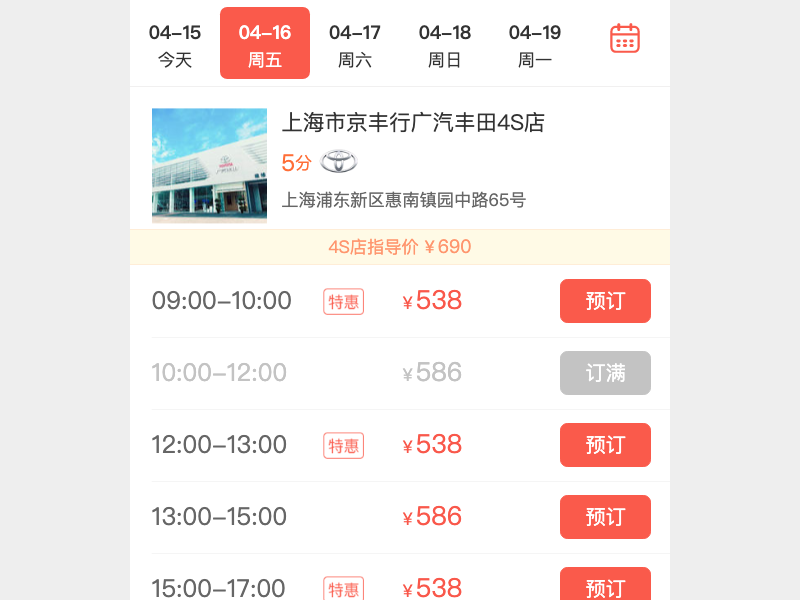 04-15 04-16 04-17 04-18 04-19
今天 周五 周六 周日 周一
上海市京丰行广汽丰田4S店
5分
上海浦东新区惠南镇园中路65号
4S店指导价 ¥690
09:00-10:00 特惠 ¥538 预订
10:00-12:00 ¥586 订满
12:00-13:00 特惠 ¥538 预订
13:00-15:00 ¥586 预订
15:00-17:00 特惠 ¥538 预订